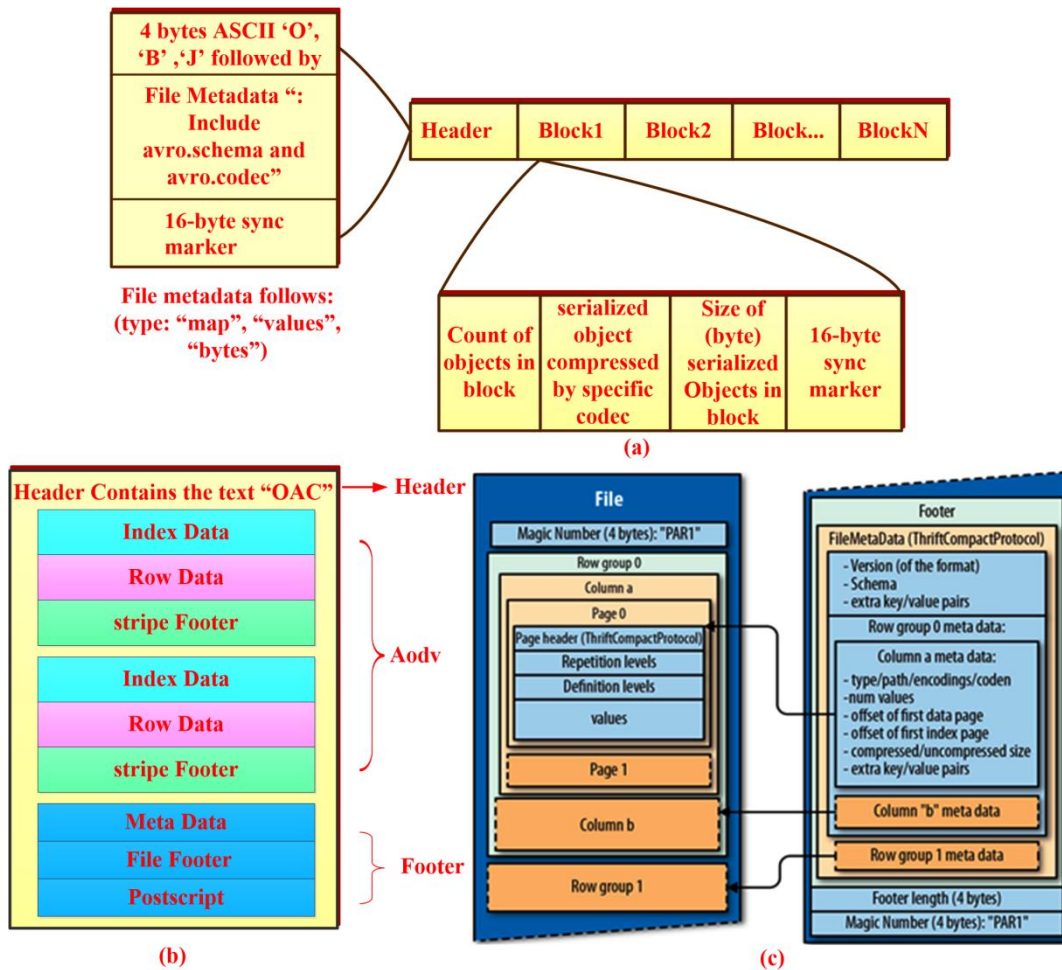 4 bytes ASCII ‘O’,
‘B’ ,‘J’ followed by
File Metadata “:
Include
avro.schema and
avro.codec”
16-byte sync
marker
File metadata follows:
(type: “map”, “values”,
“bytes”)
Header
Block1
Block2
Block...
BlockN
Count of
objects in
block
serialized
object
compressed
by specific
codec
Size of
(byte)
serialized
Objects in
block
16-byte
sync
marker
(a)
Header Contains the text “OAC”
Header
Index Data
Row Data
stripe Footer
Index Data
Row Data
stripe Footer
Aodv
Meta Data
File Footer
Postscript
Footer
(b)
File
Magic Number (4 bytes): "PAR1"
Row group 0
Column a
Page 0
Page header (ThriftCompactProtocol)
Repetition levels
Definition levels
values
Page 1
Column b
Row group 1
Footer
FileMetaData (ThriftCompactProtocol)
- Version (of the format)
- Schema
- extra key/value pairs
Row group 0 meta data:
Column a meta data:
- type/path/encodings/coden
-num values
- offset of first data page
- offset of first index page
- compressed/uncompressed size
- extra key/value pairs
Column "b" meta data
Row group 1 meta data
Footer length (4 bytes)
Magic Number (4 bytes): "PAR1"
(c)